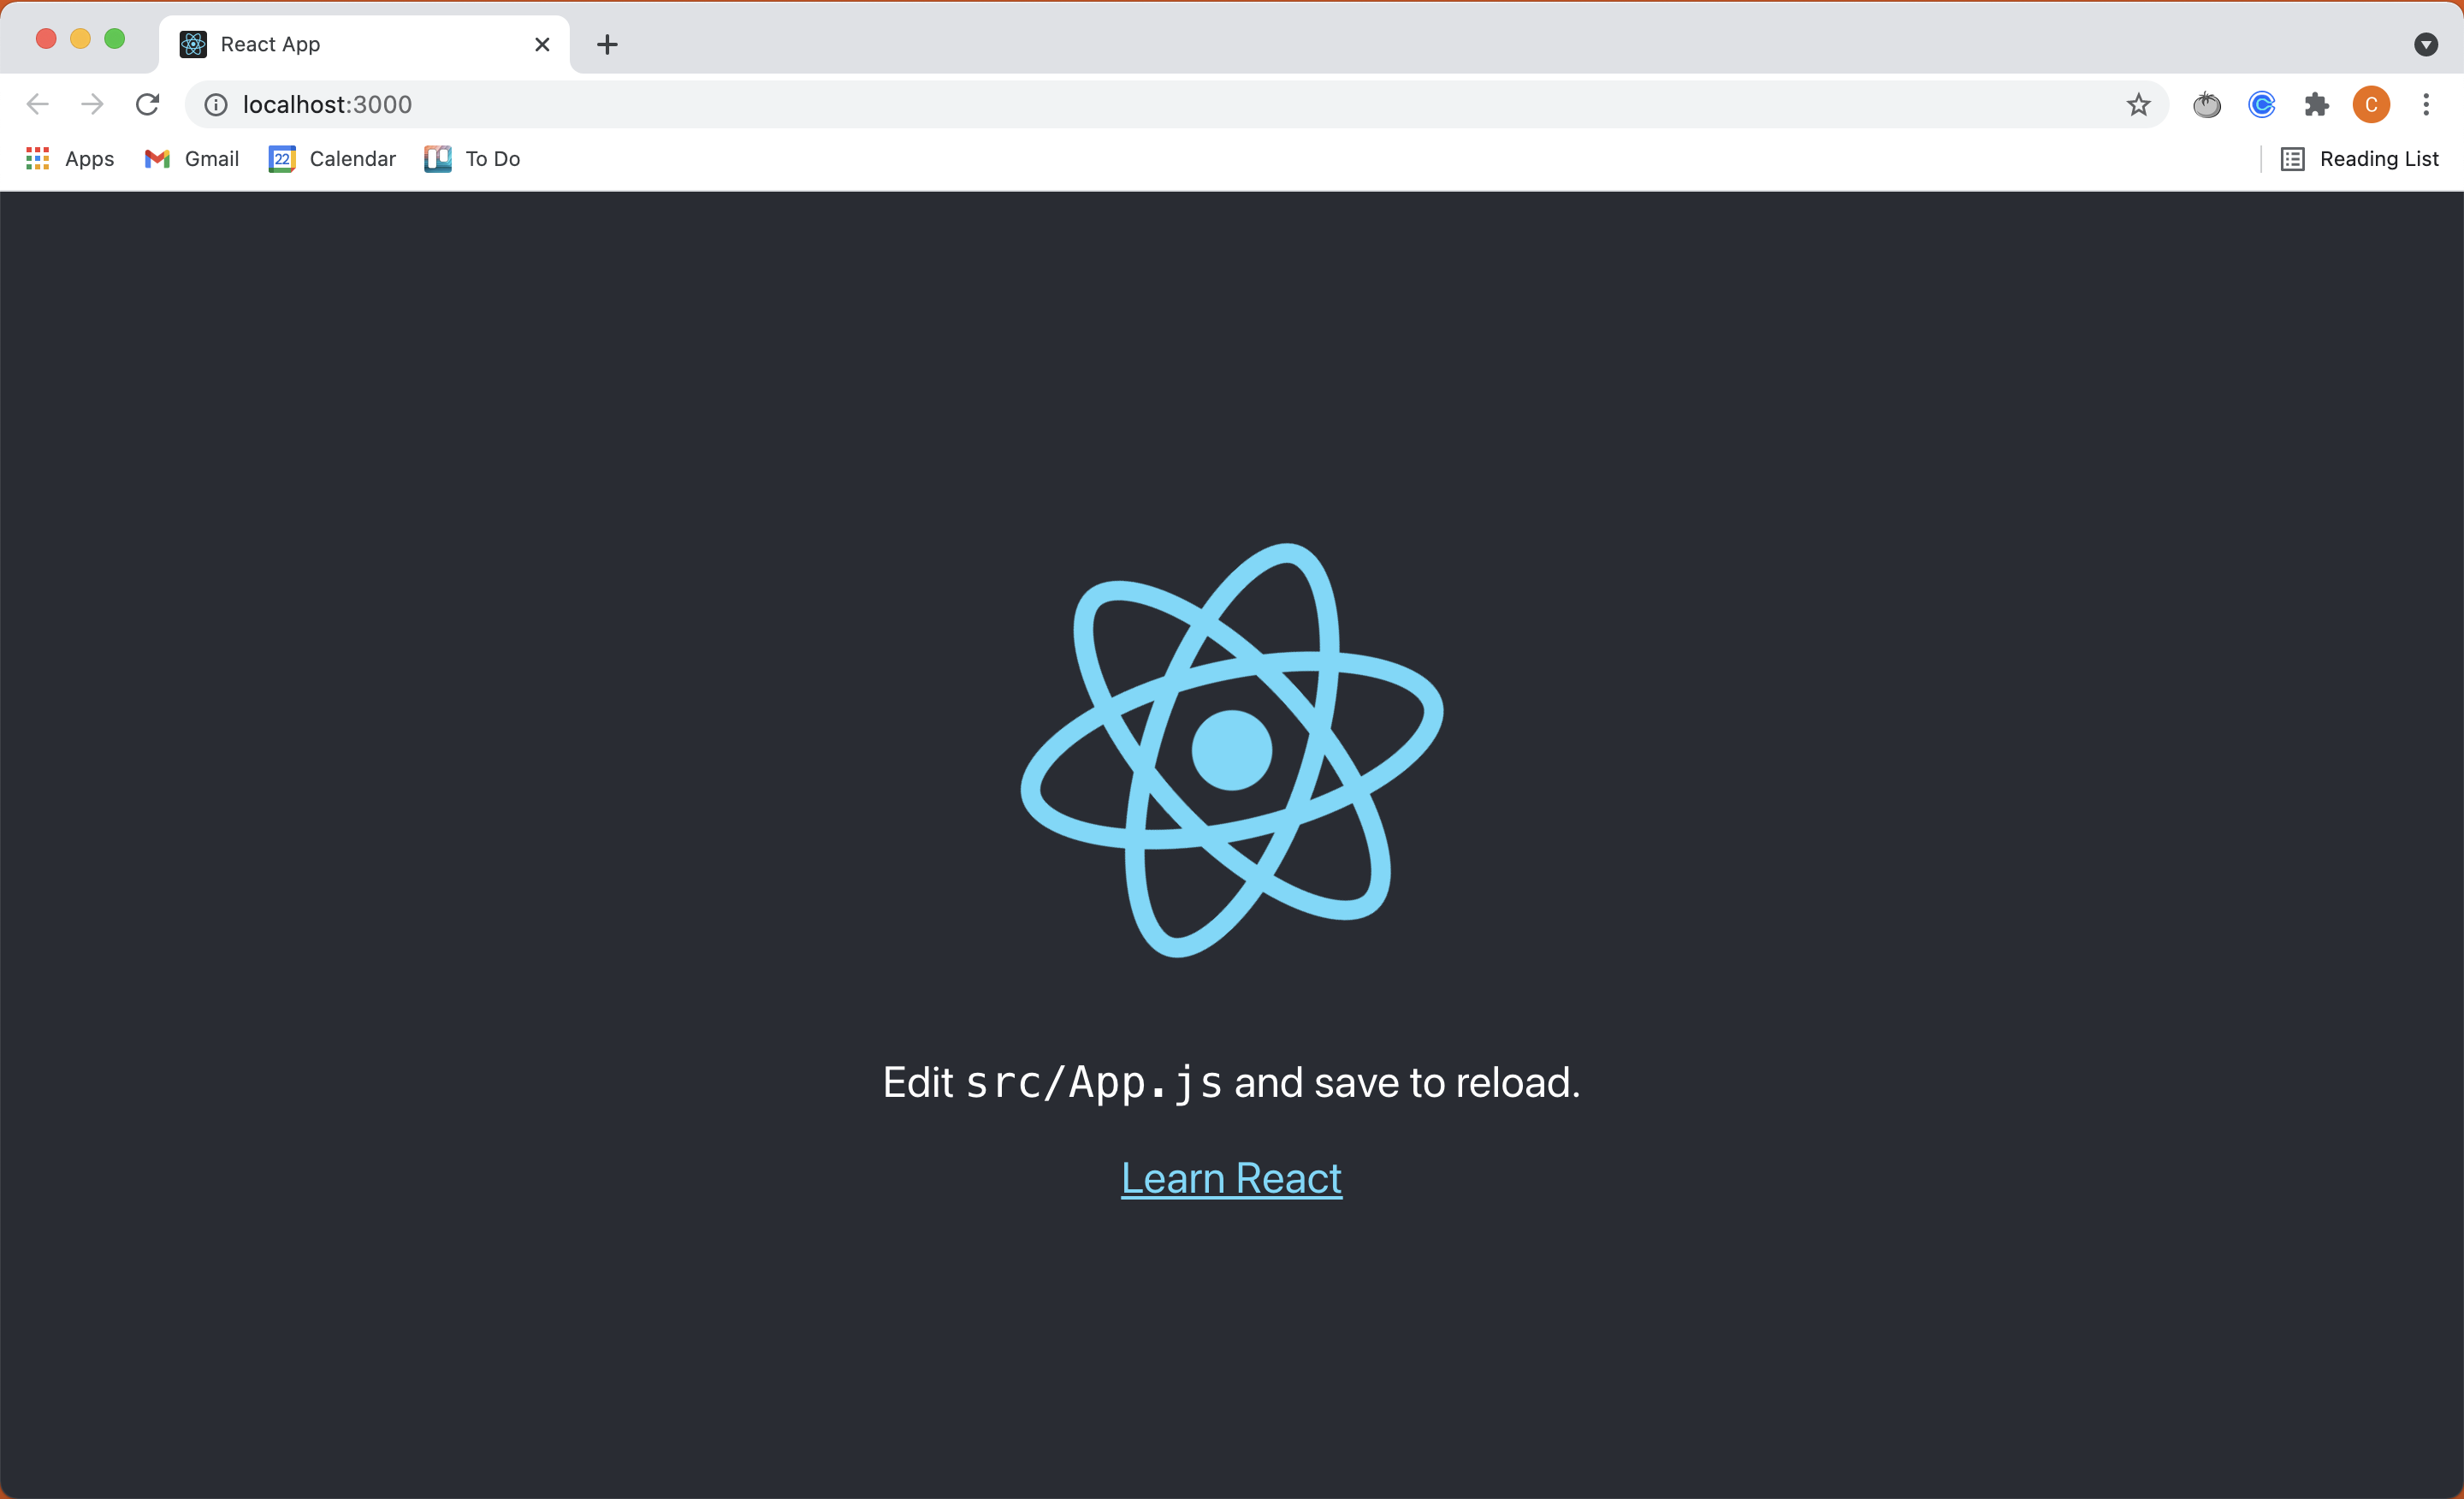 React App
localhost:3000
C
Apps Gmail 22 Calendar To Do Reading List
Edit src/App.js and save to reload.
Learn React